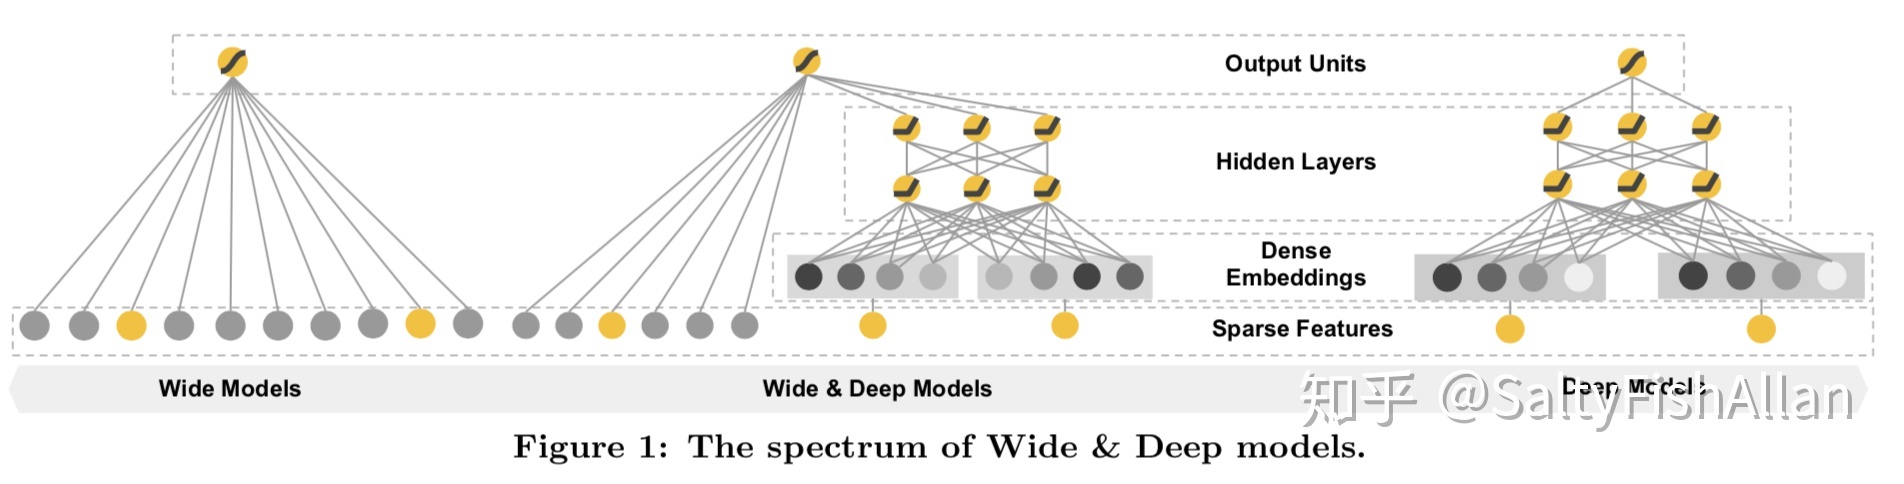 Output Units
Hidden Layers
Dense
Embeddings
Sparse Features
Wide Models
Wide & Deep Models
Deep Models
知乎 @SaltyFishAllan
Figure 1: The spectrum of Wide & Deep models.